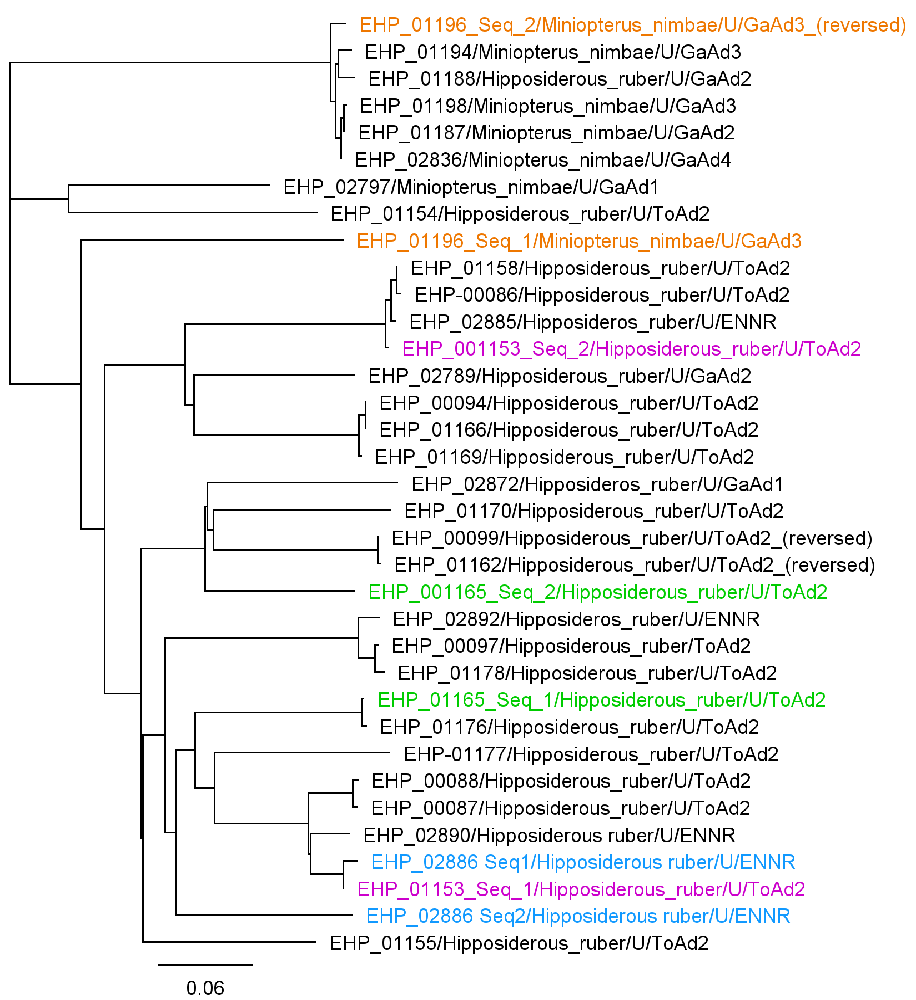 EHP_01196_Seq_2/Miniopterus_nimbae/U/GaAd3_(reversed)
EHP_01194/Miniopterus_nimbae/U/GaAd3
EHP_01188/Hipposiderous_ruber/U/GaAd2
EHP_01198/Miniopterus_nimbae/U/GaAd3
EHP_01187/Miniopterus_nimbae/U/GaAd2
EHP_02836/Miniopterus_nimbae/U/GaAd4
EHP_02797/Miniopterus_nimbae/U/GaAd1
EHP_01154/Hipposiderous_ruber/U/ToAd2
EHP_01196_Seq_1/Miniopterus_nimbae/U/GaAd3
EHP_01158/Hipposiderous_ruber/U/ToAd2
EHP-00086/Hipposiderous_ruber/U/ToAd2
EHP_02885/Hipposideros_ruber/U/ENNR
EHP_001153_Seq_2/Hipposiderous_ruber/U/ToAd2
EHP_02789/Hipposiderous_ruber/U/GaAd2
EHP_00094/Hipposiderous_ruber/U/ToAd2
EHP_01166/Hipposiderous_ruber/U/ToAd2
EHP_01169/Hipposiderous_ruber/U/ToAd2
EHP_02872/Hipposideros_ruber/U/GaAd1
EHP_01170/Hipposiderous_ruber/U/ToAd2
EHP_00099/Hipposiderous_ruber/U/ToAd2_(reversed)
EHP_01162/Hipposiderous_ruber/U/ToAd2_(reversed)
EHP_001165_Seq_2/Hipposiderous_ruber/U/ToAd2
EHP_02892/Hipposideros_ruber/U/ENNR
EHP_00097/Hipposiderous_ruber/ToAd2
EHP_01178/Hipposiderous_ruber/U/ToAd2
EHP_01165_Seq_1/Hipposiderous_ruber/U/ToAd2
EHP_01176/Hipposiderous_ruber/U/ToAd2
EHP-01177/Hipposiderous_ruber/U/ToAd2
EHP_00088/Hipposiderous_ruber/U/ToAd2
EHP_00087/Hipposiderous_ruber/U/ToAd2
EHP_02890/Hipposiderous ruber/U/ENNR
EHP_02886 Seq1/Hipposiderous ruber/U/ENNR
EHP_01153_Seq_1/Hipposiderous_ruber/U/ToAd2
EHP_02886 Seq2/Hipposiderous ruber/U/ENNR
EHP_01155/Hipposiderous_ruber/U/ToAd2
0.06